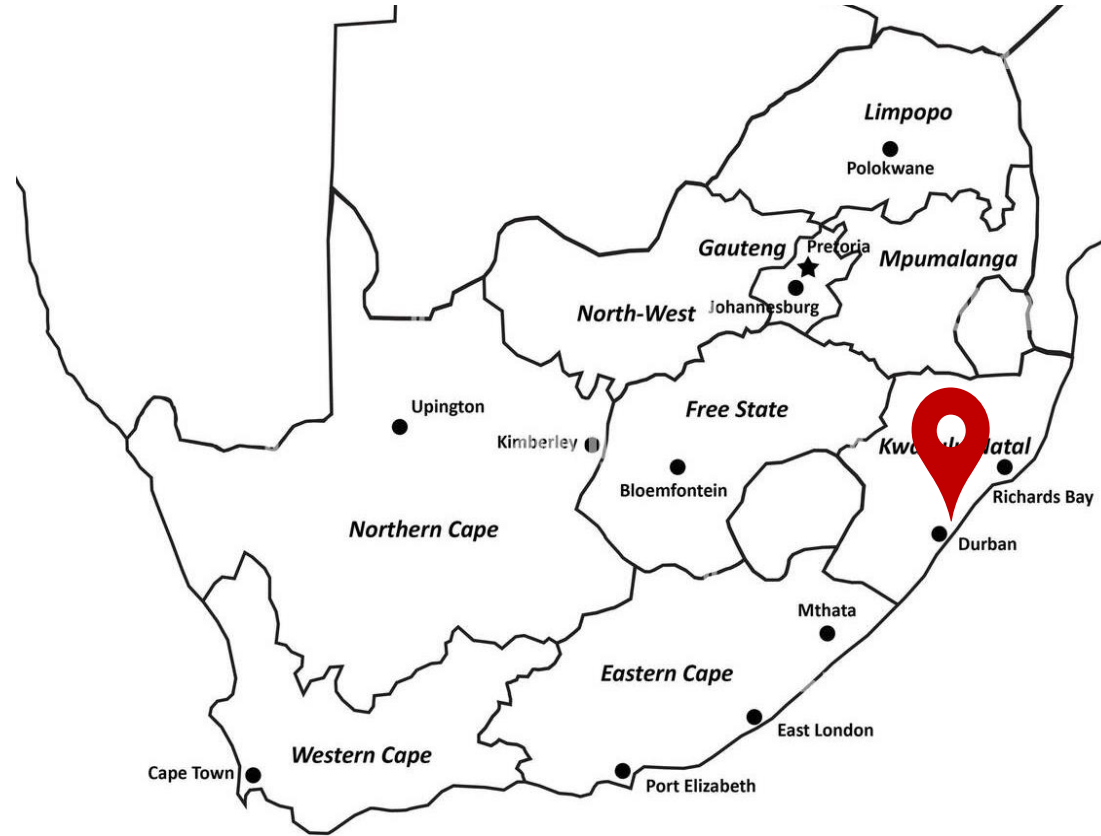 Limpopo
Polokwane
Gauteng
Pretoria
Mpumalanga
North-West
Johannesburg
Upington
Free State
Kimberley
Natal
Bloemfontein
Richards Bay
Northern Cape
Durban
Mthata
Eastern Cape
East London
Western Cape
Cape Town
Port Elizabeth